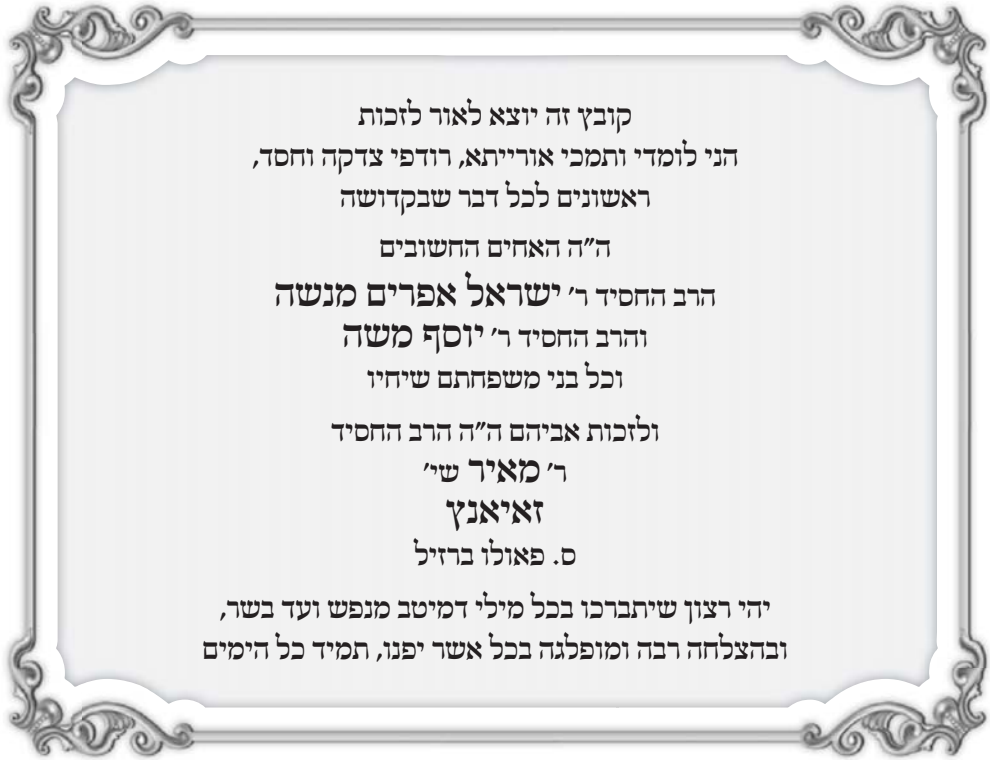 קובץ זה יוצא לאור לזכות
הני לומדי ותמכי אורייתא, רודפי צדקה וחסד,
ראשונים לכל דבר שבקדושה
ה"ה האחים החשובים
הרב החסיד ר' ישראל אפרים מנשה
והרב החסיד ר' יוסף משה
וכל בני משפחתם שיחיו
ולזכות אביהם ה"ה הרב החסיד
ר' מאיר שי'
זאיאנץ
ס. פאולו ברזיל
יהי רצון שיתברכו בכל מילי דמיטב מנפש ועד בשר,
ובהצלחה רבה ומופלגה בכל אשר יפנו, תמיד כל הימים